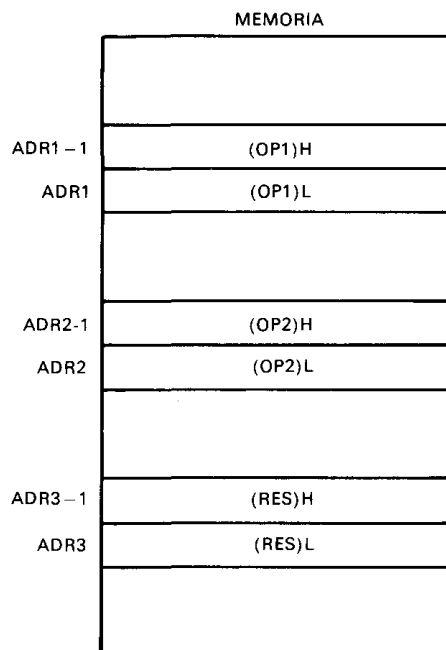 MEMORIA
ADR1-1 (OP1)H
ADR1 (OP1)L
ADR2-1 (OP2)H
ADR2 (OP2)L
ADR3-1 (RES)H
ADR3 (RES)L